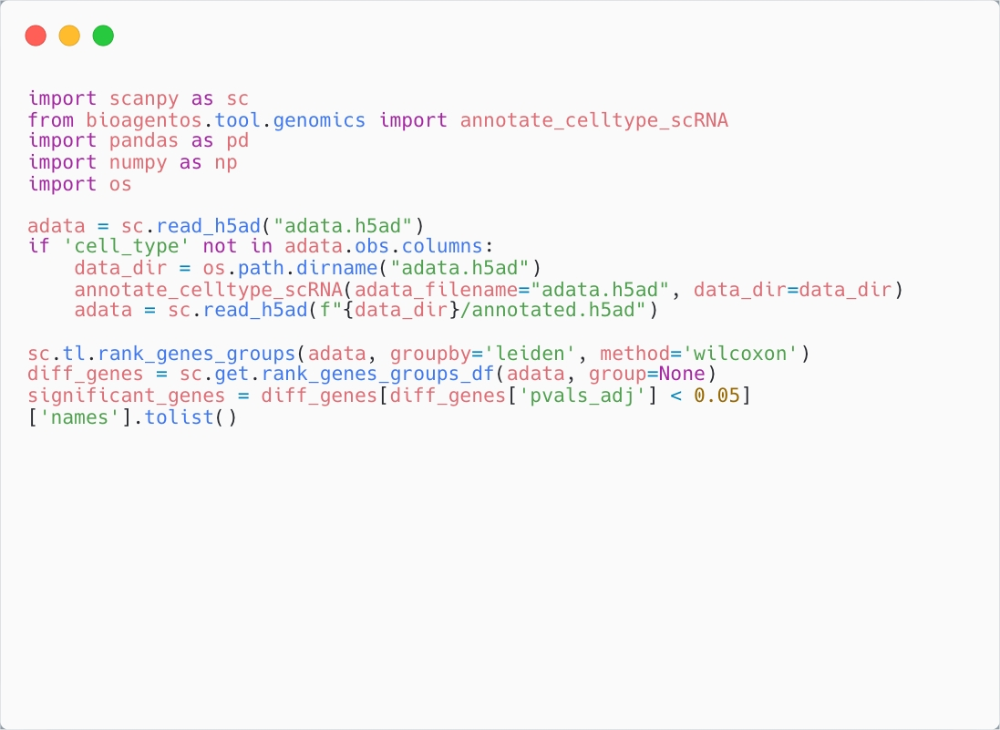 import scanpy as sc
from bioagentos.tool.genomics import annotate_celltype_scRNA
import pandas as pd
import numpy as np
import os

adata = sc.read_h5ad("adata.h5ad")
if 'cell_type' not in adata.obs.columns:
    data_dir = os.path.dirname("adata.h5ad")
    annotate_celltype_scRNA(adata_filename="adata.h5ad", data_dir=data_dir)
    adata = sc.read_h5ad(f"{data_dir}/annotated.h5ad")

sc.tl.rank_genes_groups(adata, groupby='leiden', method='wilcoxon')
diff_genes = sc.get.rank_genes_groups_df(adata, group=None)
significant_genes = diff_genes[diff_genes['pvals_adj'] < 0.05]
['names'].tolist()